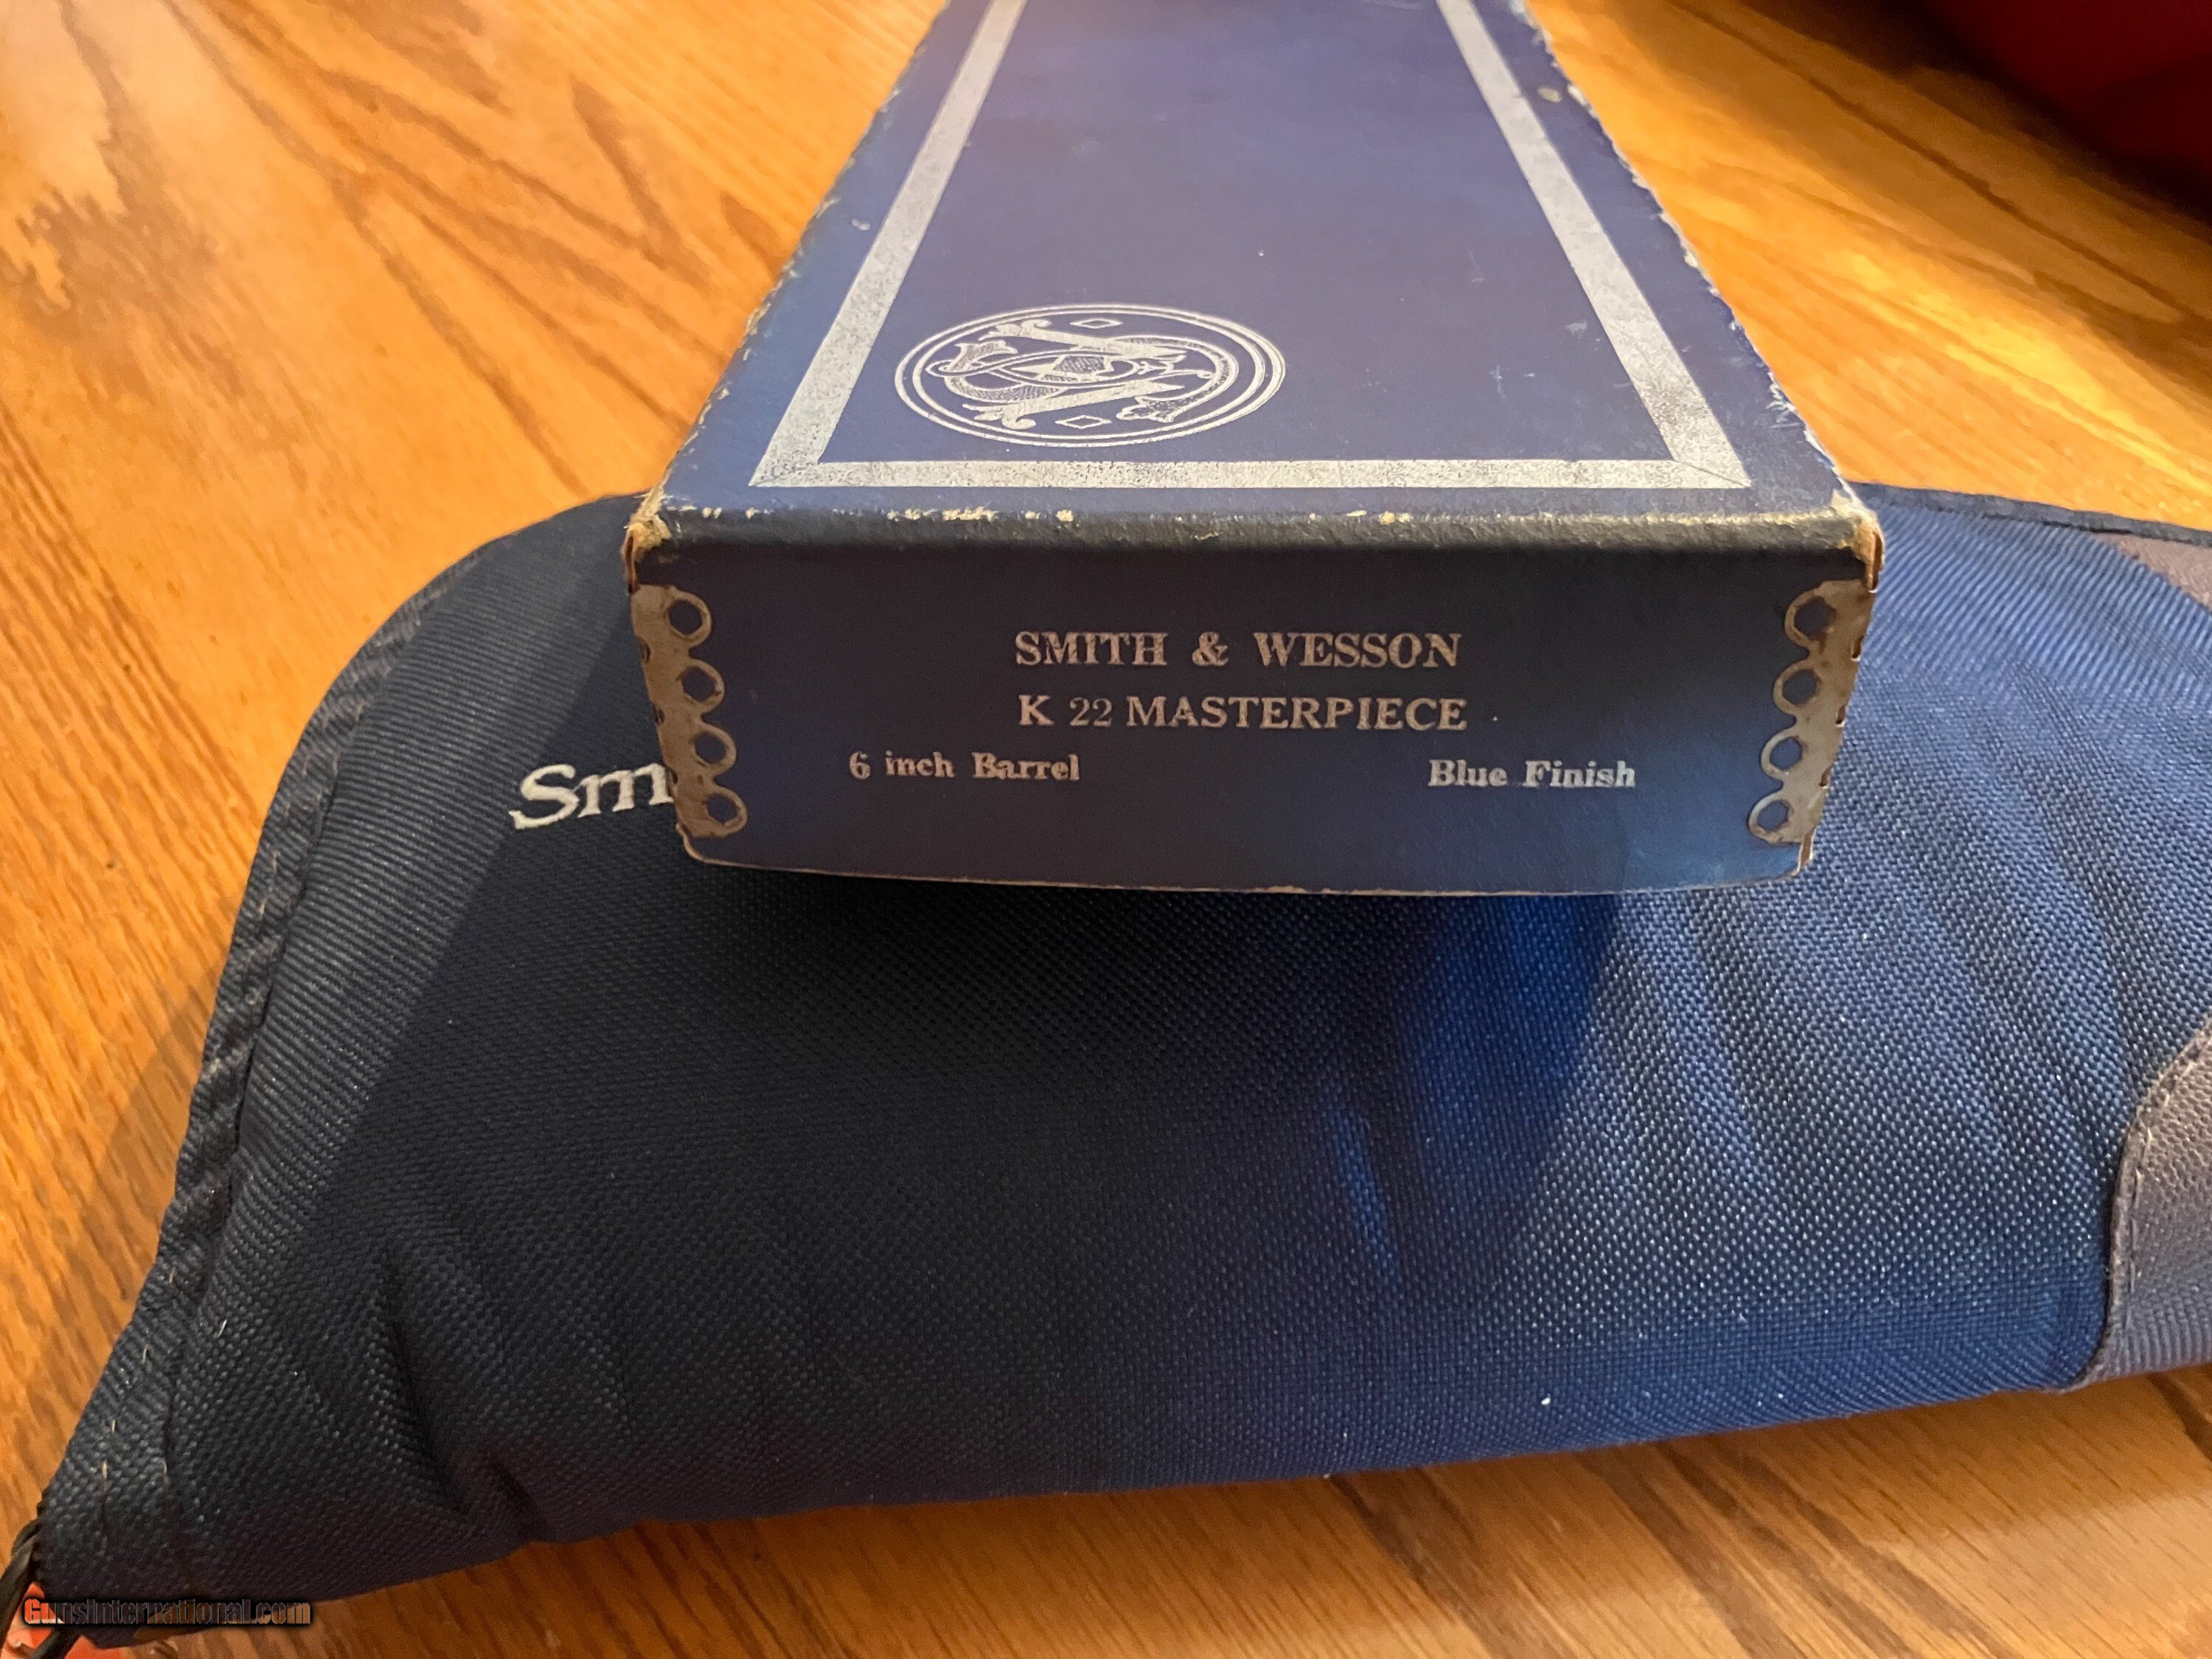 SMITH & WESSON
K 22 MASTERPIECE
6 inch Barrel
Blue Finish
Sm
GunsInternational.com